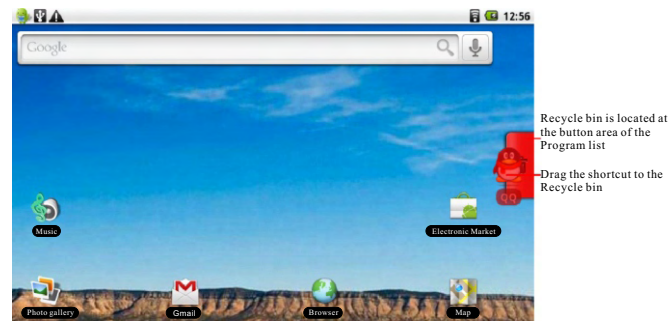 12:56
Google
Recycle bin is located at
the button area of the
Program list
Drag the shortcut to the
Recycle bin
QQ
Music
Electronic Market
Photo gallery
Gmail
Browser
Map